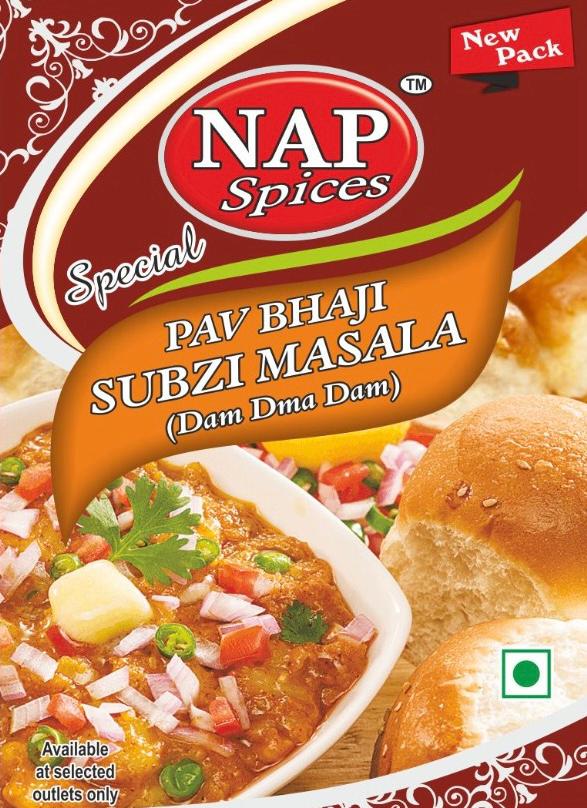 New
Pack
NAP
TM
Spices
Special
PAV BHAJI
SUBZI MASALA
(Dam Dma Dam)
Available
at selected
outlets only